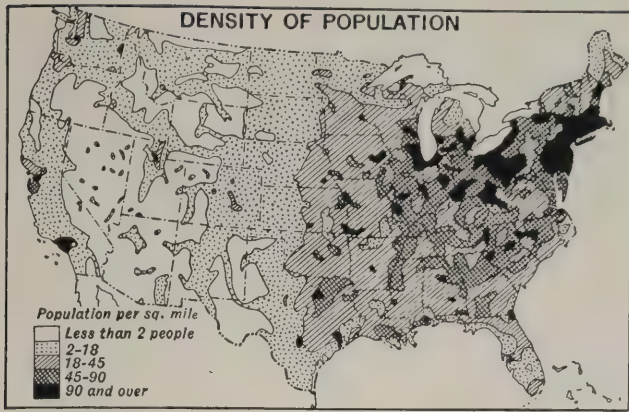 DENSITY OF POPULATION
Population per sq. mile
Less than 2 people
2-18
18-45
45-90
90 and over